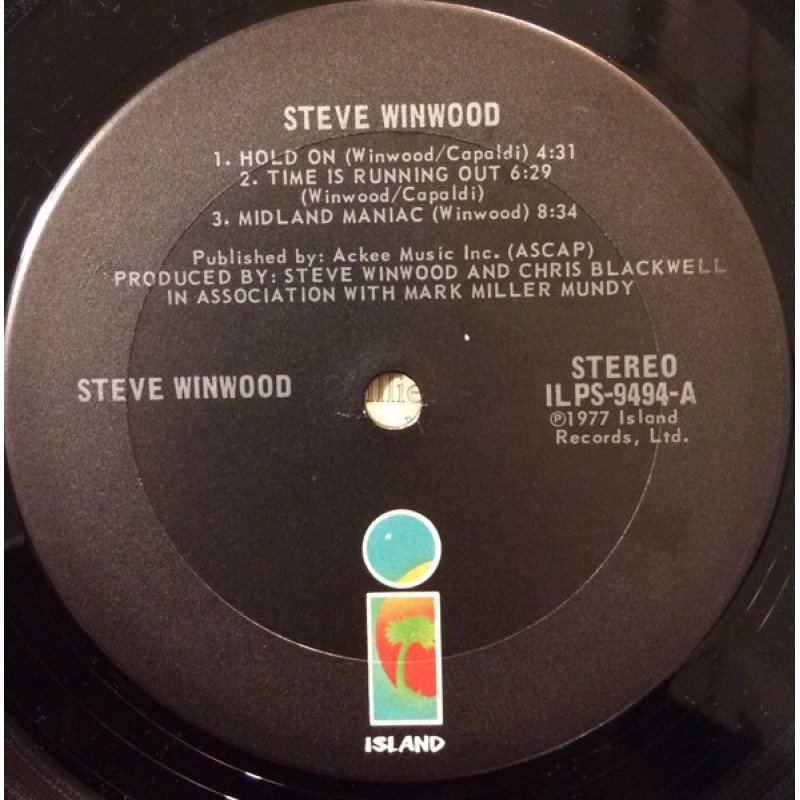 STEVE WINWOOD
1. HOLD ON (Winwood/Capaldi) 4:31
2. TIME IS RUNNING OUT 6:29
(Winwood/Capaldi)
3. MIDLAND MANIAC (Winwood) 8:34
Published by: Ackee Music Inc. (ASCAP)
PRODUCED BY: STEVE WINWOOD AND CHRIS BLACKWELL
IN ASSOCIATION WITH MARK MILLER MUNDY
STEVE WINWOOD
STEREO
ILPS-9494-A
℗1977 Island
Records, Ltd.
ISLAND